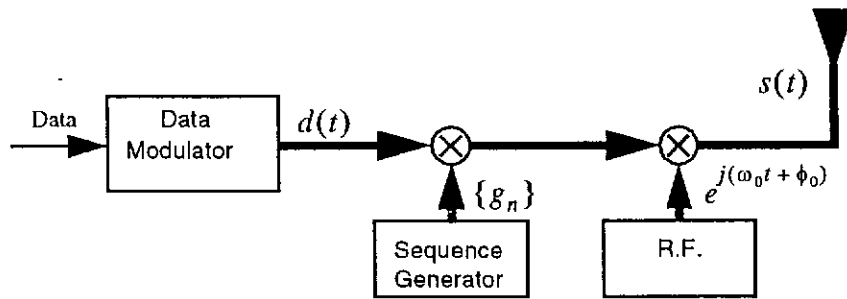 Data
Data
Modulator
d(t)
s(t)
{g_n}
e^{j(ω_0 t + φ_0)}
Sequence
Generator
R.F.